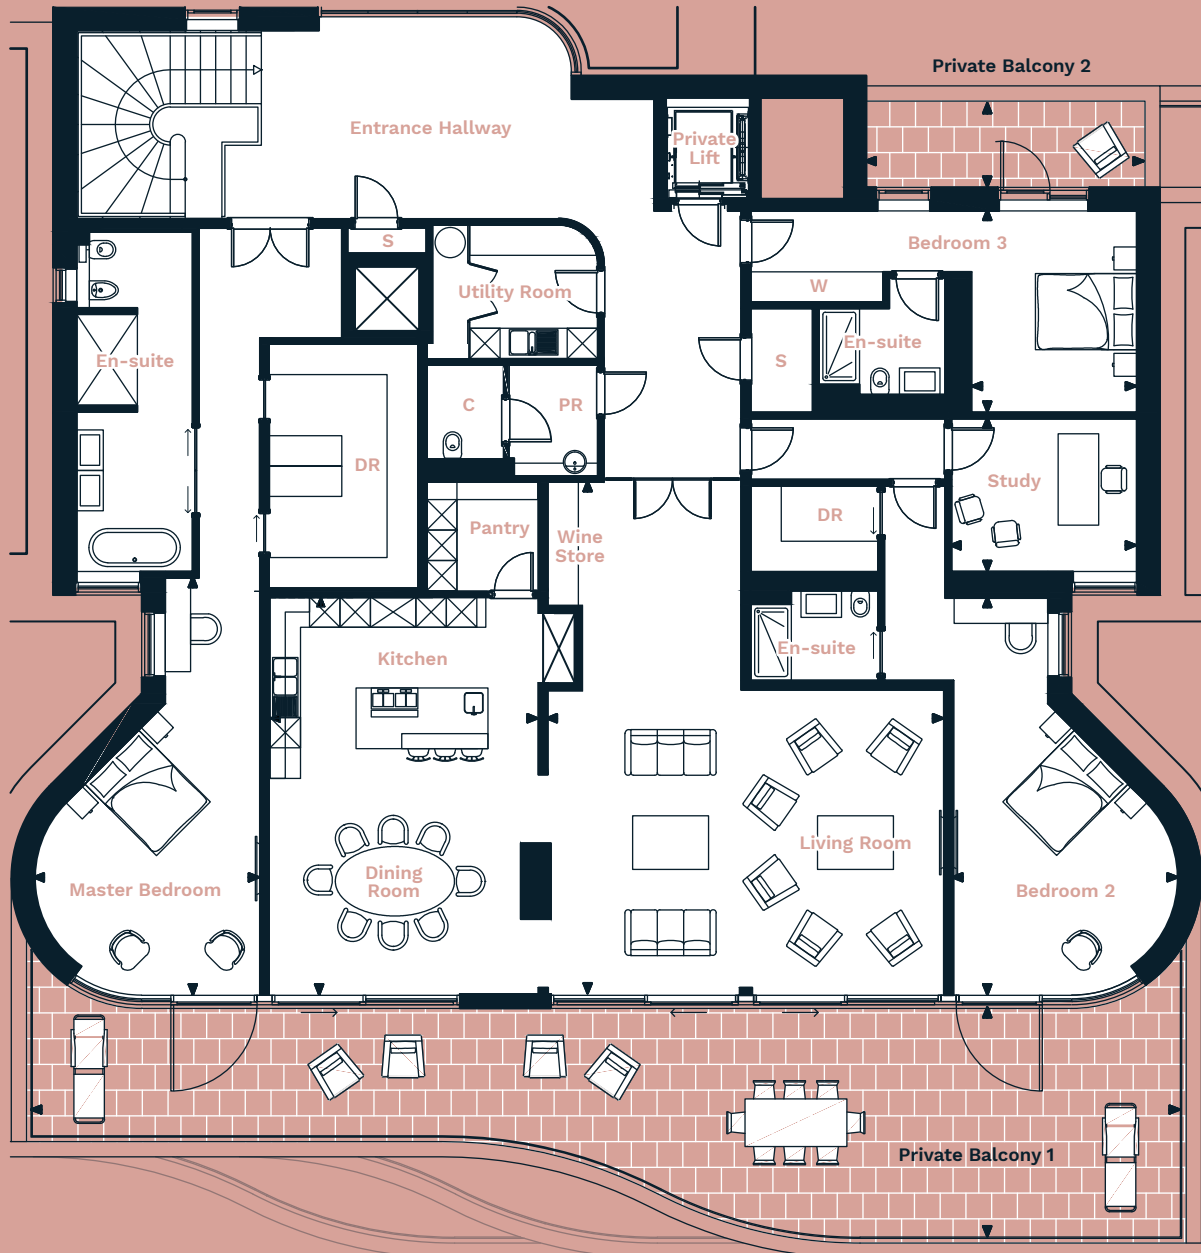 Private Balcony 2
Entrance Hallway
Private
Lift
S
Bedroom 3
Utility Room
W
En-suite
En-suite
S
C
PR
DR
Study
DR
Pantry
Wine
Store
Kitchen
En-suite
Living Room
Dining
Room
Master Bedroom
Bedroom 2
Private Balcony 1